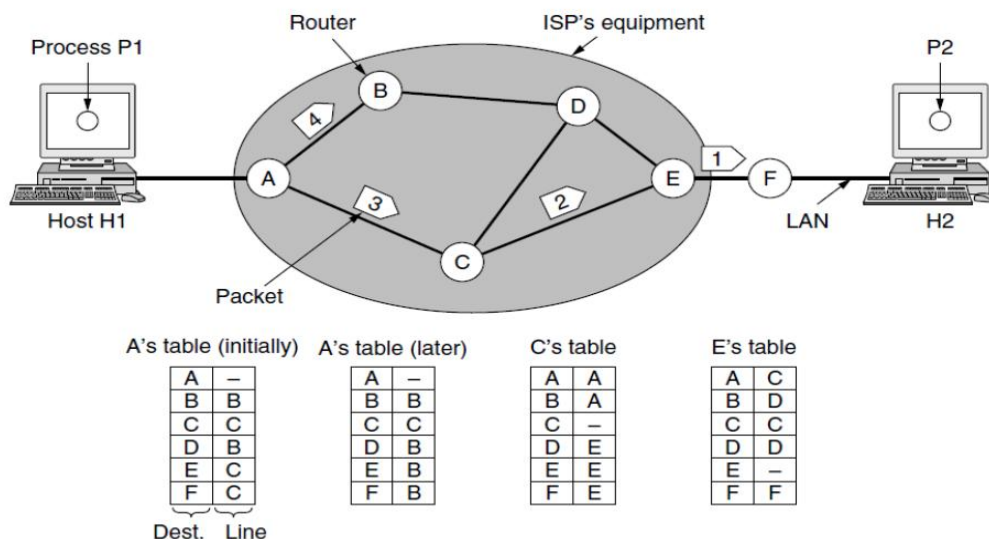 Router
ISP's equipment
Process P1
P2
B
D
4
1
A
E
F
3
2
Host H1
LAN
H2
C
Packet
A's table (initially)
A's table (later)
C's table
E's table
A – A – A A A C
B B B B B A B D
C C C C C – C C
D B D B D E D D
E C E B E E E –
F C F B F E F F
Dest. Line